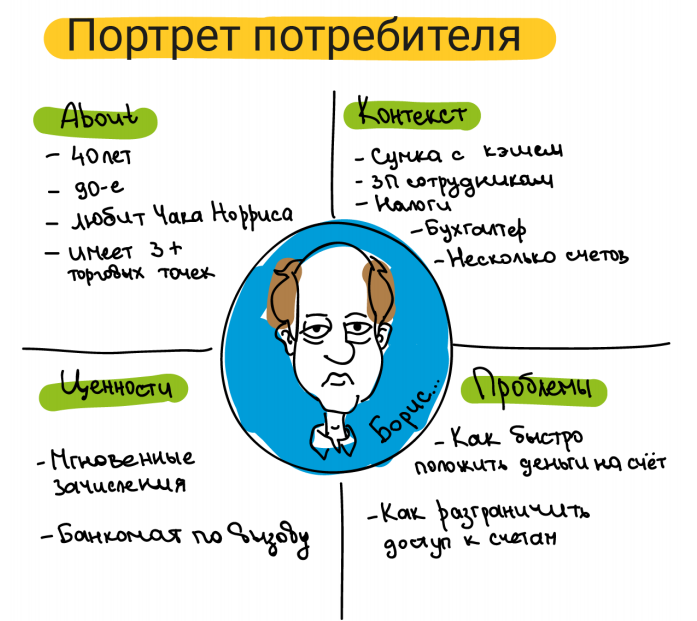 Портрет потребителя
About
- 40 лет
- 90-е
- любит Чака Норриса
- имеет 3+
торговых точек
Контекст
- Сумка с кэшем
- ЗП сотрудникам
- Налоги
- Бухгалтер
- Несколько счетов
Борис...
Ценности
- Мгновенные
зачисления
- Банкомат по вызову
Проблемы
- Как быстро
положить деньги на счёт
- Как разграничить
доступ к счетам